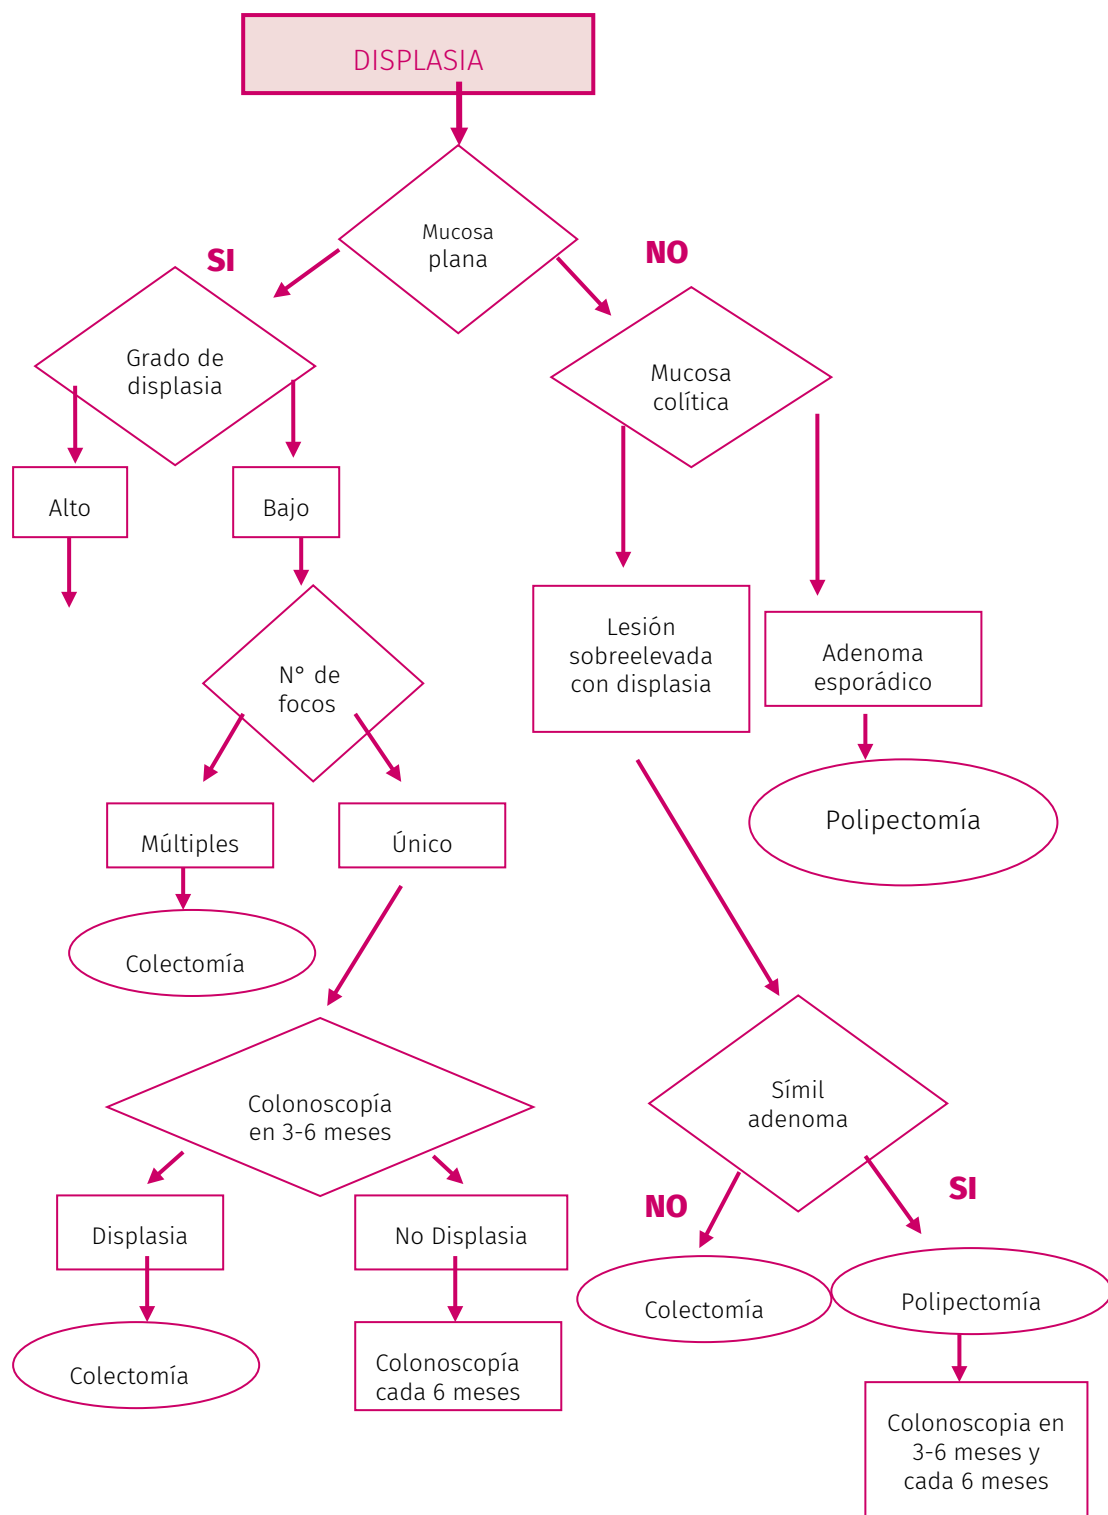 DISPLASIA
Mucosa
plana
SI
NO
Grado de
displasia
Mucosa
colítica
Alto
Bajo
Lesión
sobreelevada
con displasia
Adenoma
esporádico
N° de
focos
Polipectomía
Múltiples
Único
Colectomía
Colonoscopía
en 3-6 meses
Símil
adenoma
NO
SI
Displasia
No Displasia
Colectomía
Polipectomía
Colectomía
Colonoscopía
cada 6 meses
Colonoscopia en
3-6 meses y
cada 6 meses